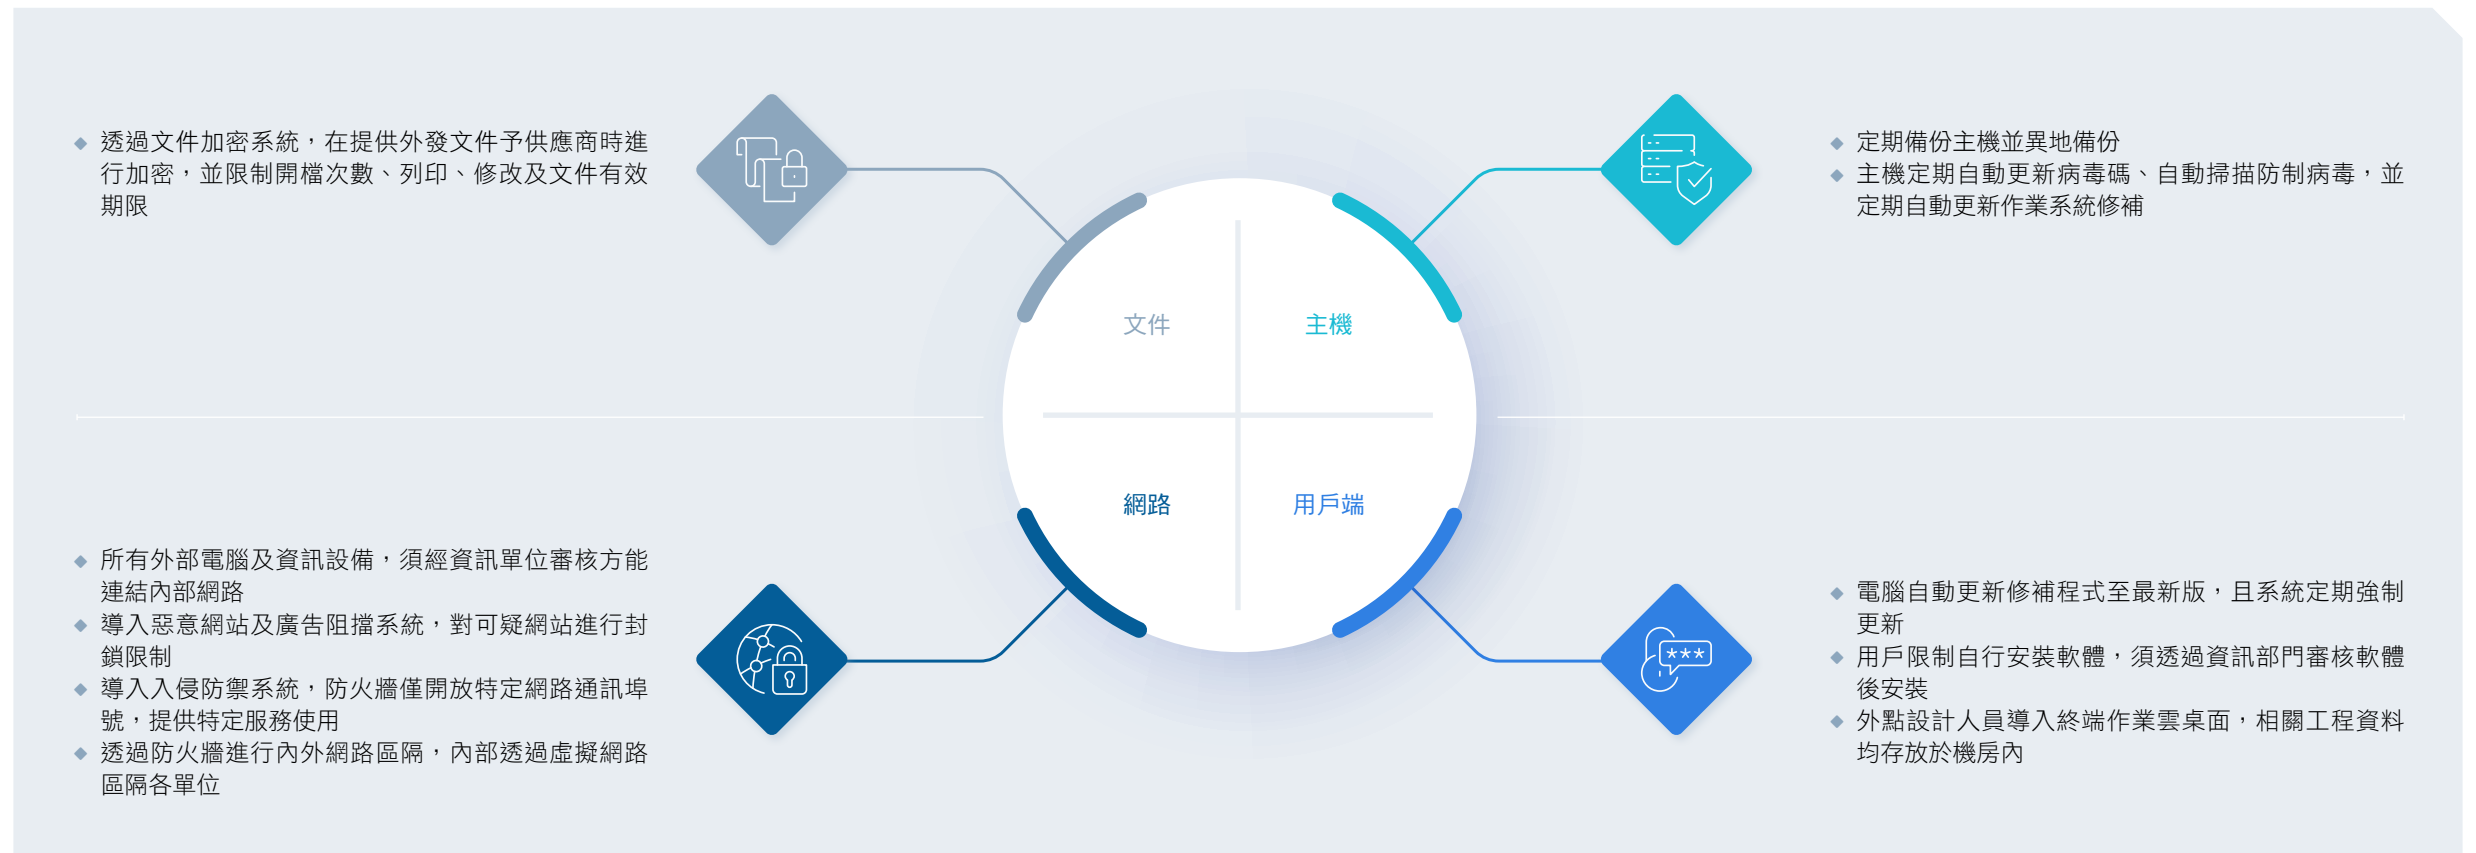 透過文件加密系統，在提供外發文件予供應商時進
行加密，並限制開檔次數、列印、修改及文件有效
期限
定期備份主機並異地備份
主機定期自動更新病毒碼、自動掃描防制病毒，並
定期自動更新作業系統修補
文件
主機
網路
用戶端
所有外部電腦及資訊設備，須經資訊單位審核方能
連結內部網路
導入惡意網站及廣告阻擋系統，對可疑網站進行封
鎖限制
導入入侵防禦系統，防火牆僅開放特定網路通訊埠
號，提供特定服務使用
透過防火牆進行內外網路區隔，內部透過虛擬網路
區隔各單位
***
電腦自動更新修補程式至最新版，且系統定期強制
更新
用戶限制自行安裝軟體，須透過資訊部門審核軟體
後安裝
外點設計人員導入終端作業雲桌面，相關工程資料
均存放於機房內